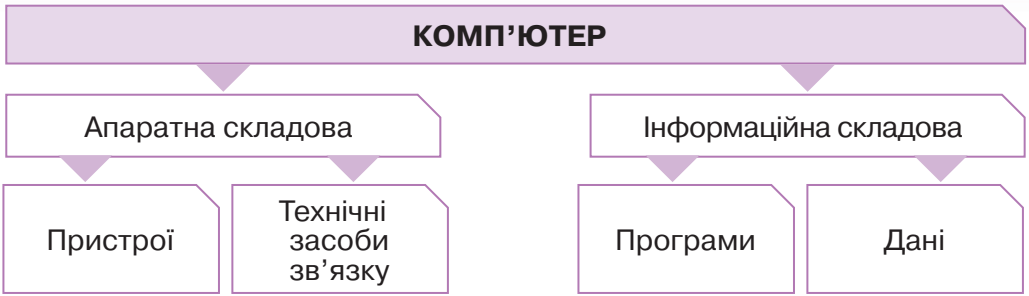 КОМП’ЮТЕР
Апаратна складова
Інформаційна складова
Пристрої
Технічні
засоби
зв’язку
Програми
Дані